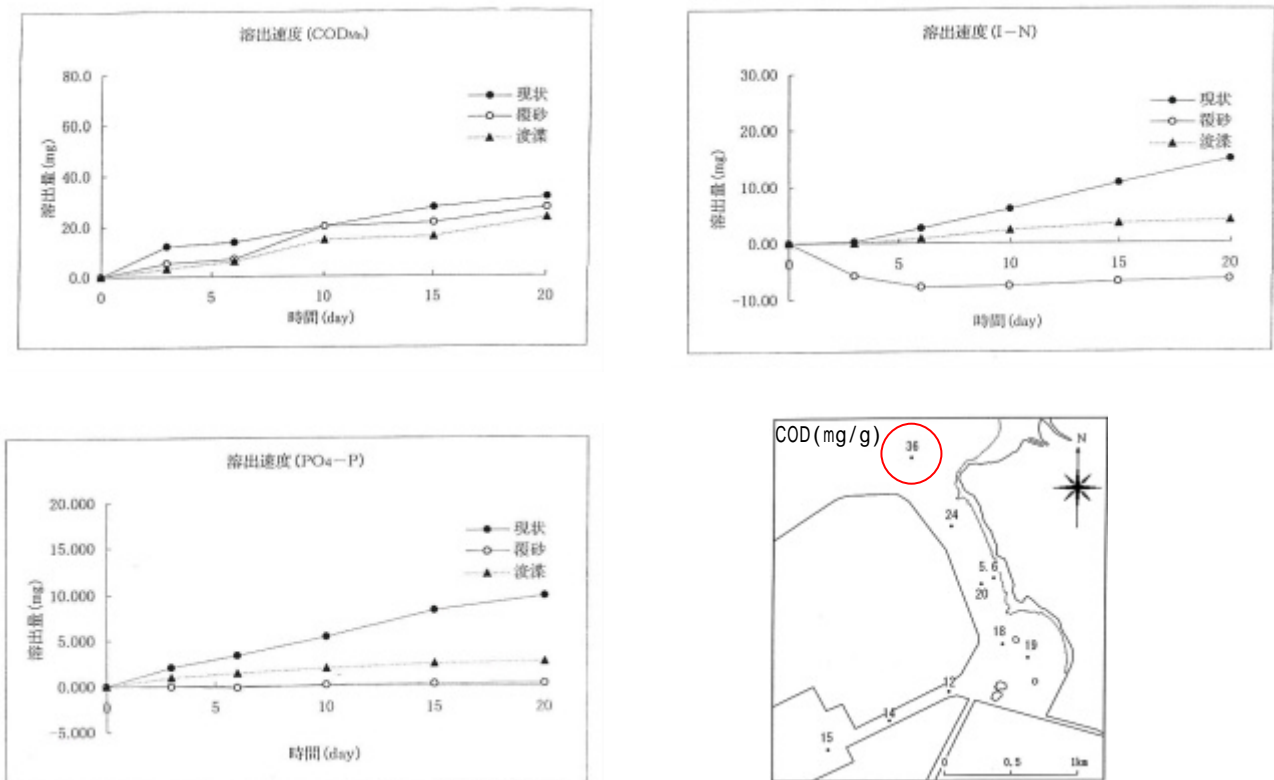 溶出速度(CODMn)
80.0
60.0
40.0
20.0
0.0
溶出量(mg)
現状
覆砂
浚渫
0
5
10
15
20
時間(day)
溶出速度(I-N)
30.00
20.00
10.00
0.00
-10.00
溶出量(mg)
現状
覆砂
浚渫
5
10
15
20
時間(day)
溶出速度(PO4-P)
20.000
15.000
10.000
5.000
0.000
-5.000
溶出量(mg)
現状
覆砂
浚渫
0
5
10
15
20
時間(day)
COD(mg/g)
36
N
24
5.6
20
18
19
12
14
15
0
0.5
1km